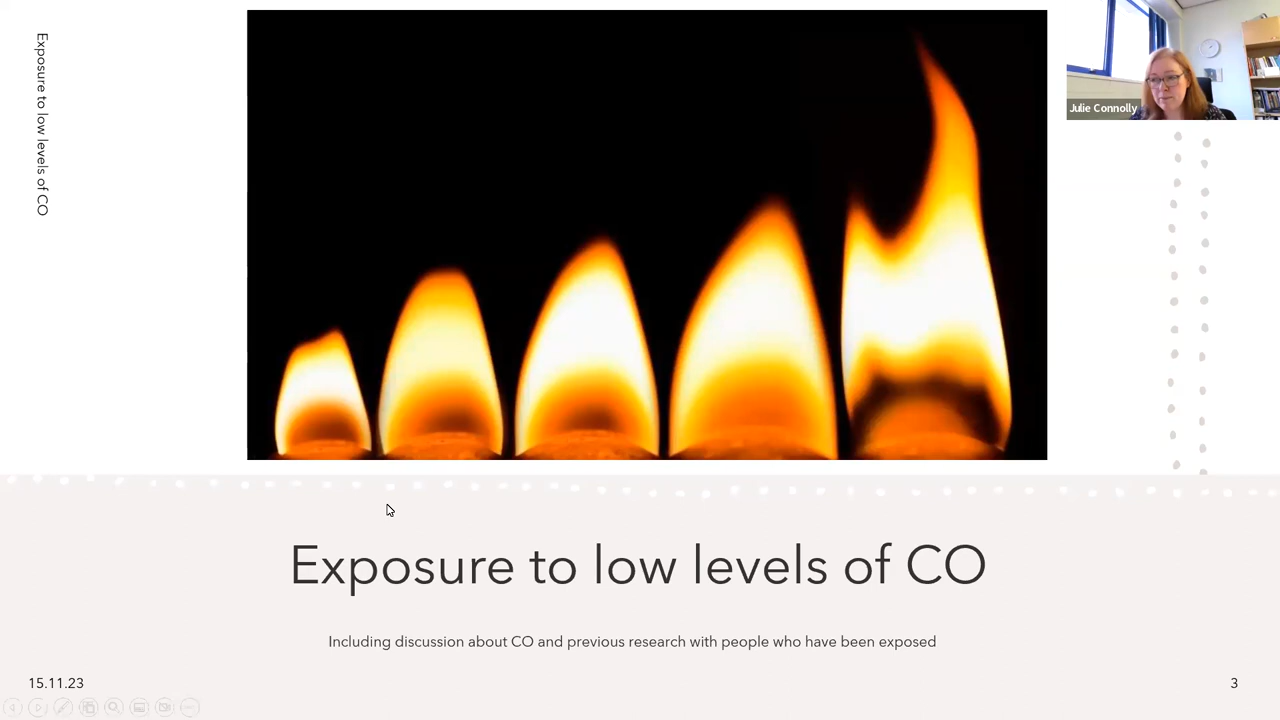 Exposure to low levels of CO
Julie Connolly
Exposure to low levels of CO
Including discussion about CO and previous research with people who have been exposed
15.11.23
3